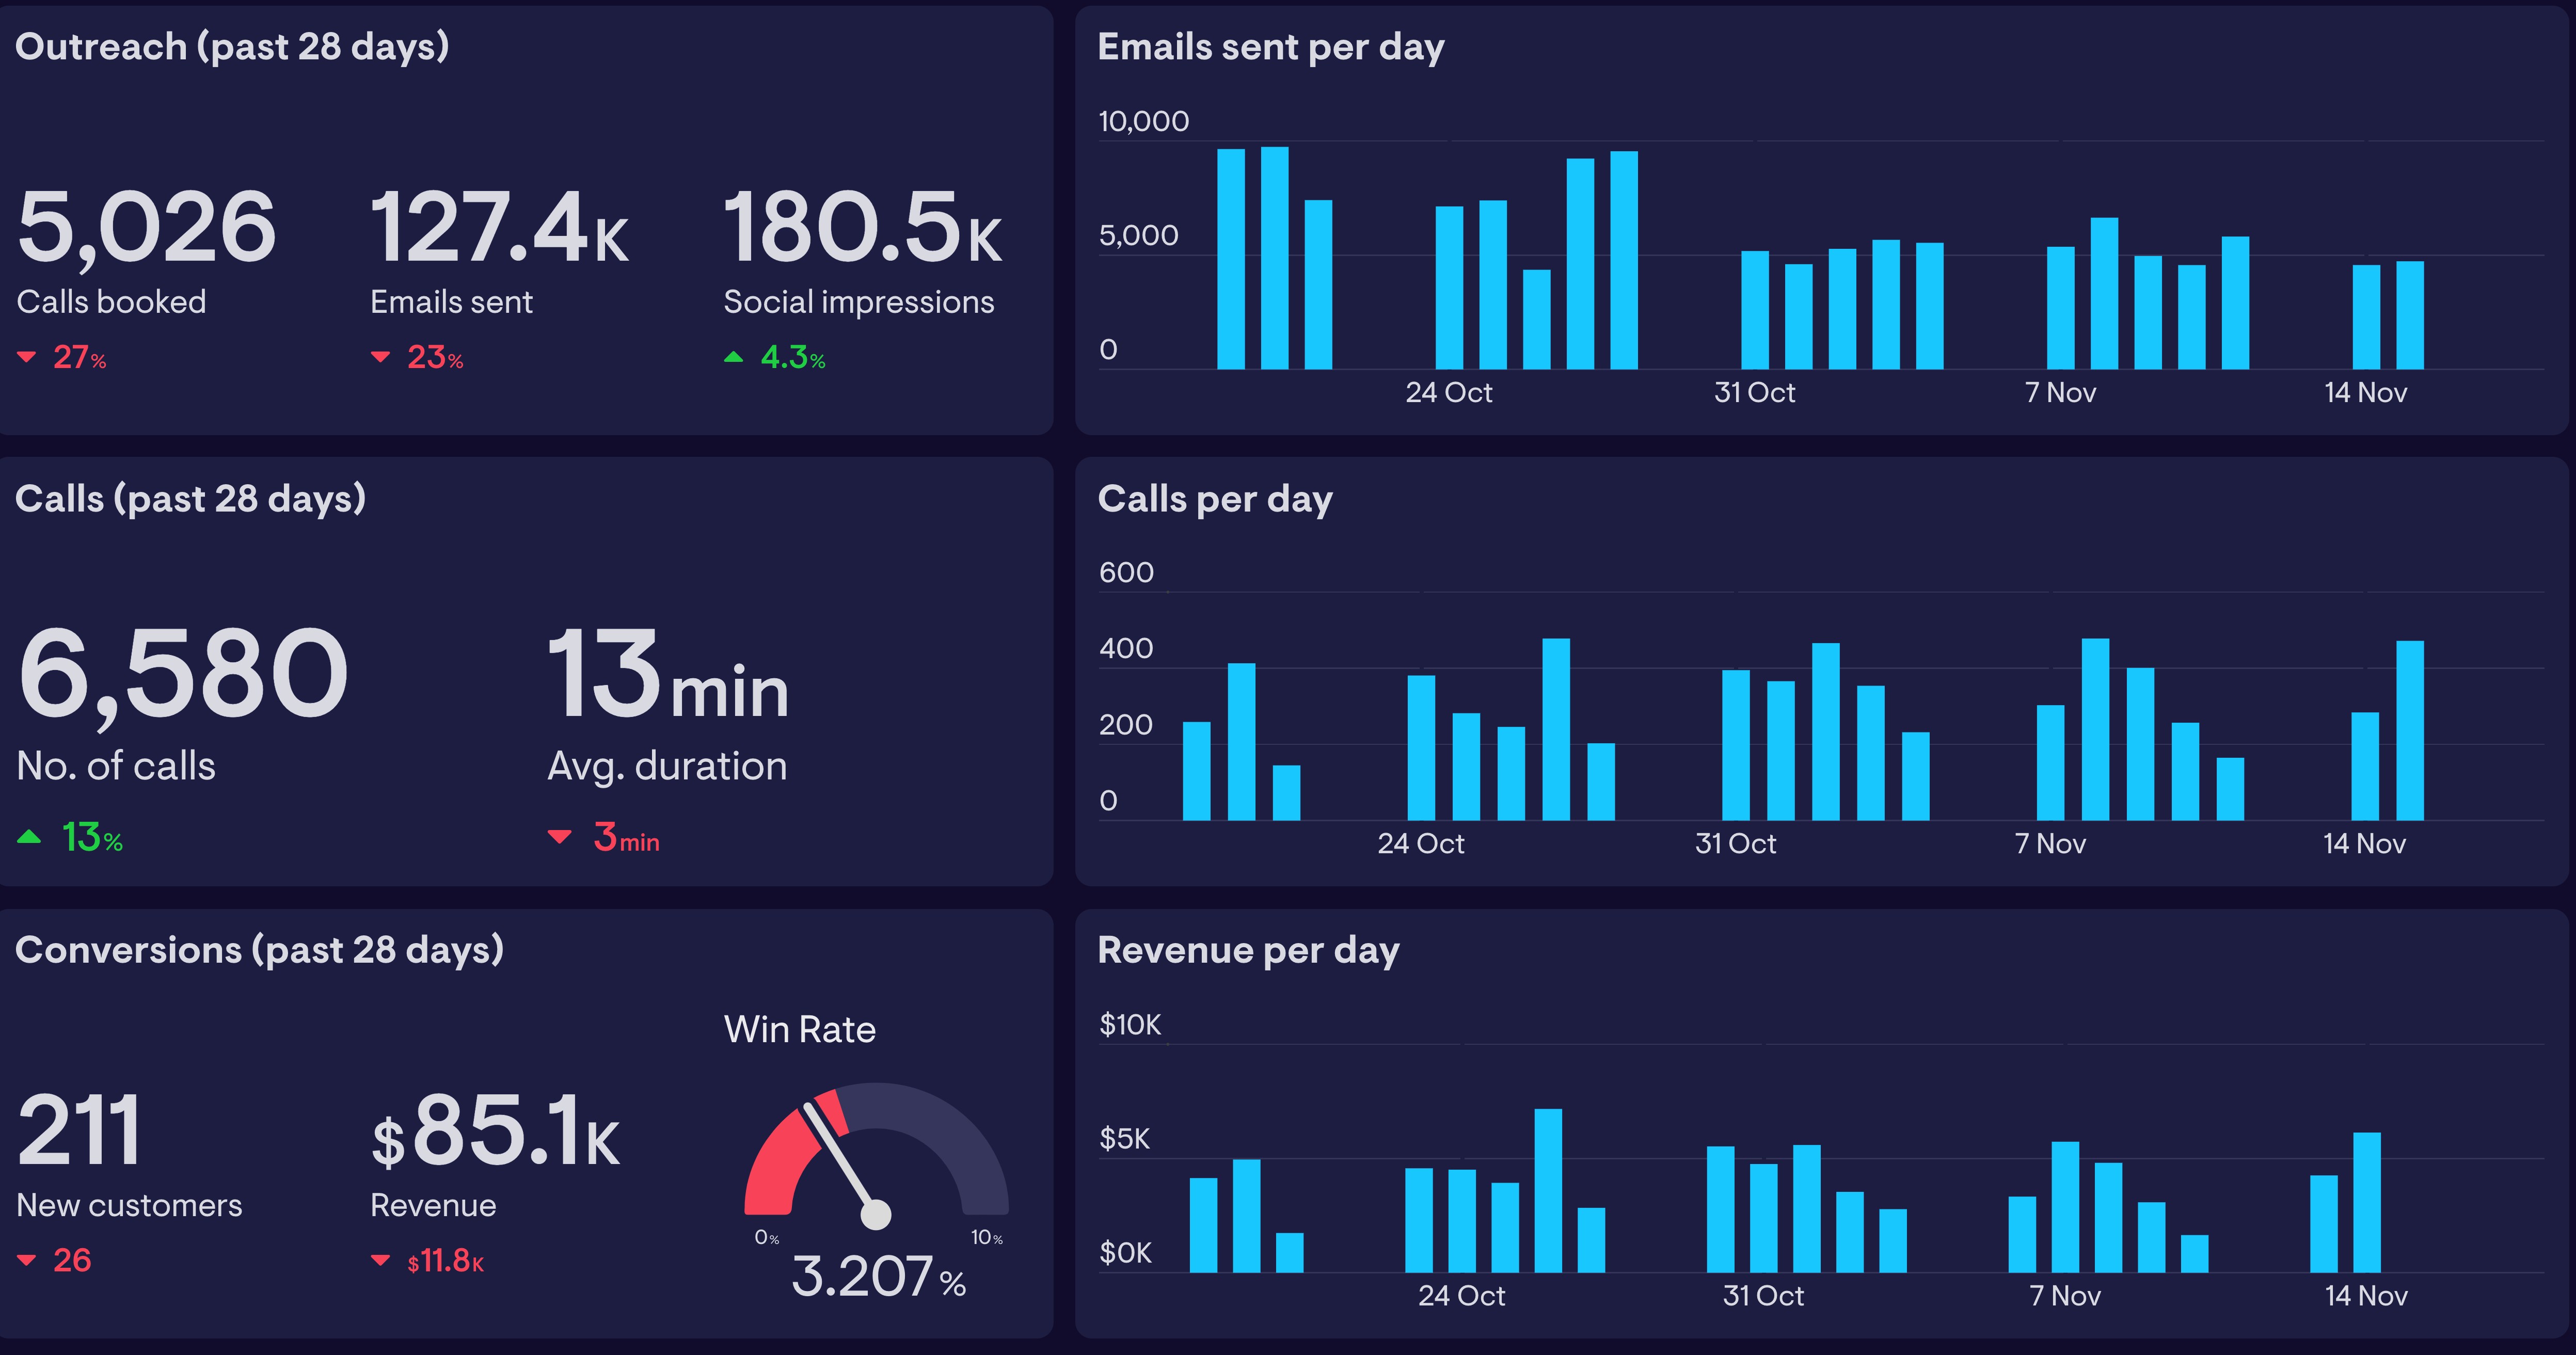 Outreach (past 28 days)
5,026
Calls booked
27%
127.4K
Emails sent
23%
180.5K
Social impressions
4.3%
Emails sent per day
10,000
5,000
0
24 Oct
31 Oct
7 Nov
14 Nov
Calls (past 28 days)
6,580
No. of calls
13%
13min
Avg. duration
3min
Calls per day
600
400
200
0
24 Oct
31 Oct
7 Nov
14 Nov
Conversions (past 28 days)
211
New customers
26
$85.1K
Revenue
$11.8K
Win Rate
0%
10%
3.207%
Revenue per day
$10K
$5K
$0K
24 Oct
31 Oct
7 Nov
14 Nov